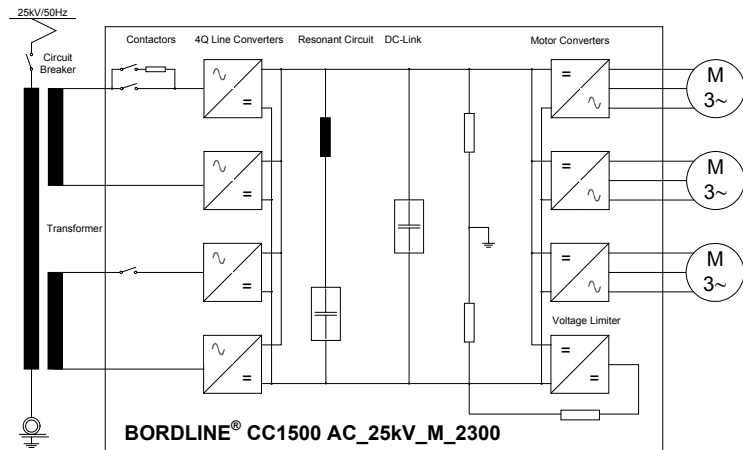 25kV/50Hz
Contactors 4Q Line Converters Resonant Circuit DC-Link Motor Converters
Circuit
Breaker
M
3~
M
3~
Transformer
M
3~
Voltage Limiter
BORDLINE® CC1500 AC_25kV_M_2300